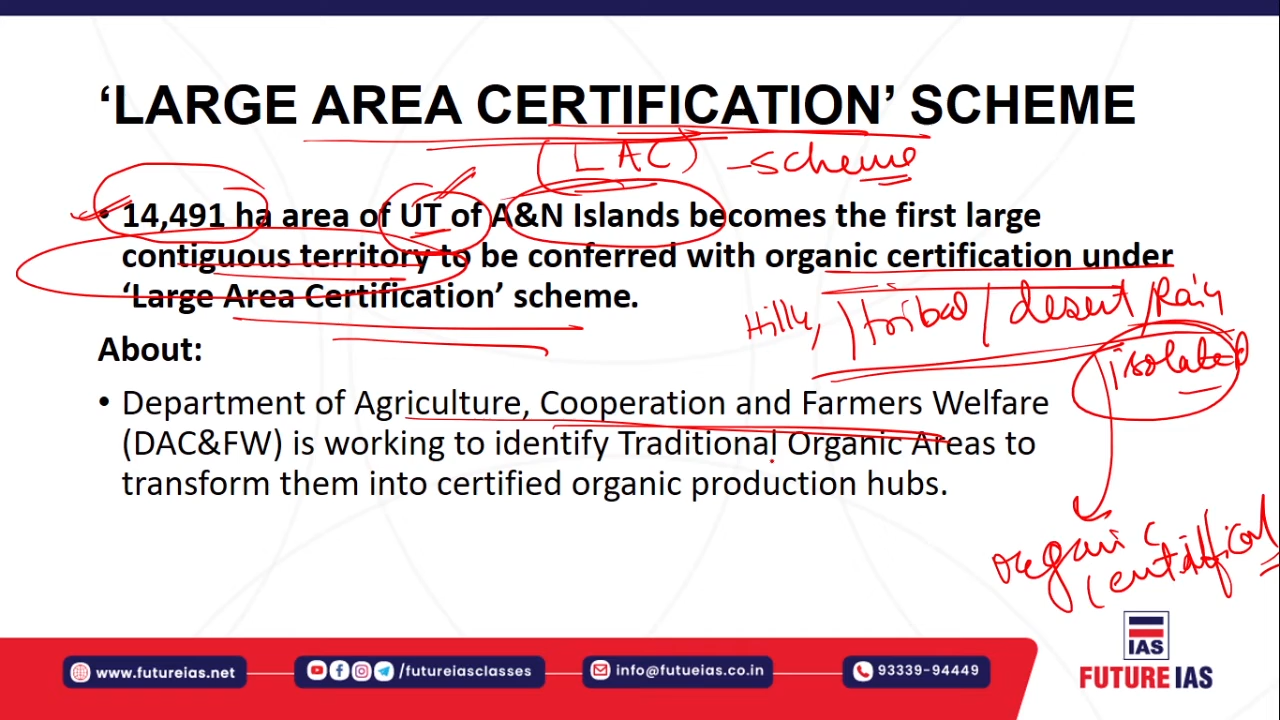 ‘LARGE AREA CERTIFICATION’ SCHEME
(LAC) - scheme
• 14,491 ha area of UT of A&N Islands becomes the first large
contiguous territory to be conferred with organic certification under
‘Large Area Certification’ scheme.
Hilly, / tribal / desert /
isolated
About:
• Department of Agriculture, Cooperation and Farmers Welfare
(DAC&FW) is working to identify Traditional Organic Areas to
transform them into certified organic production hubs.
organic
IAS
FUTURE IAS
www.futureias.net
/futureiasclasses
info@futueias.co.in
93339-94449